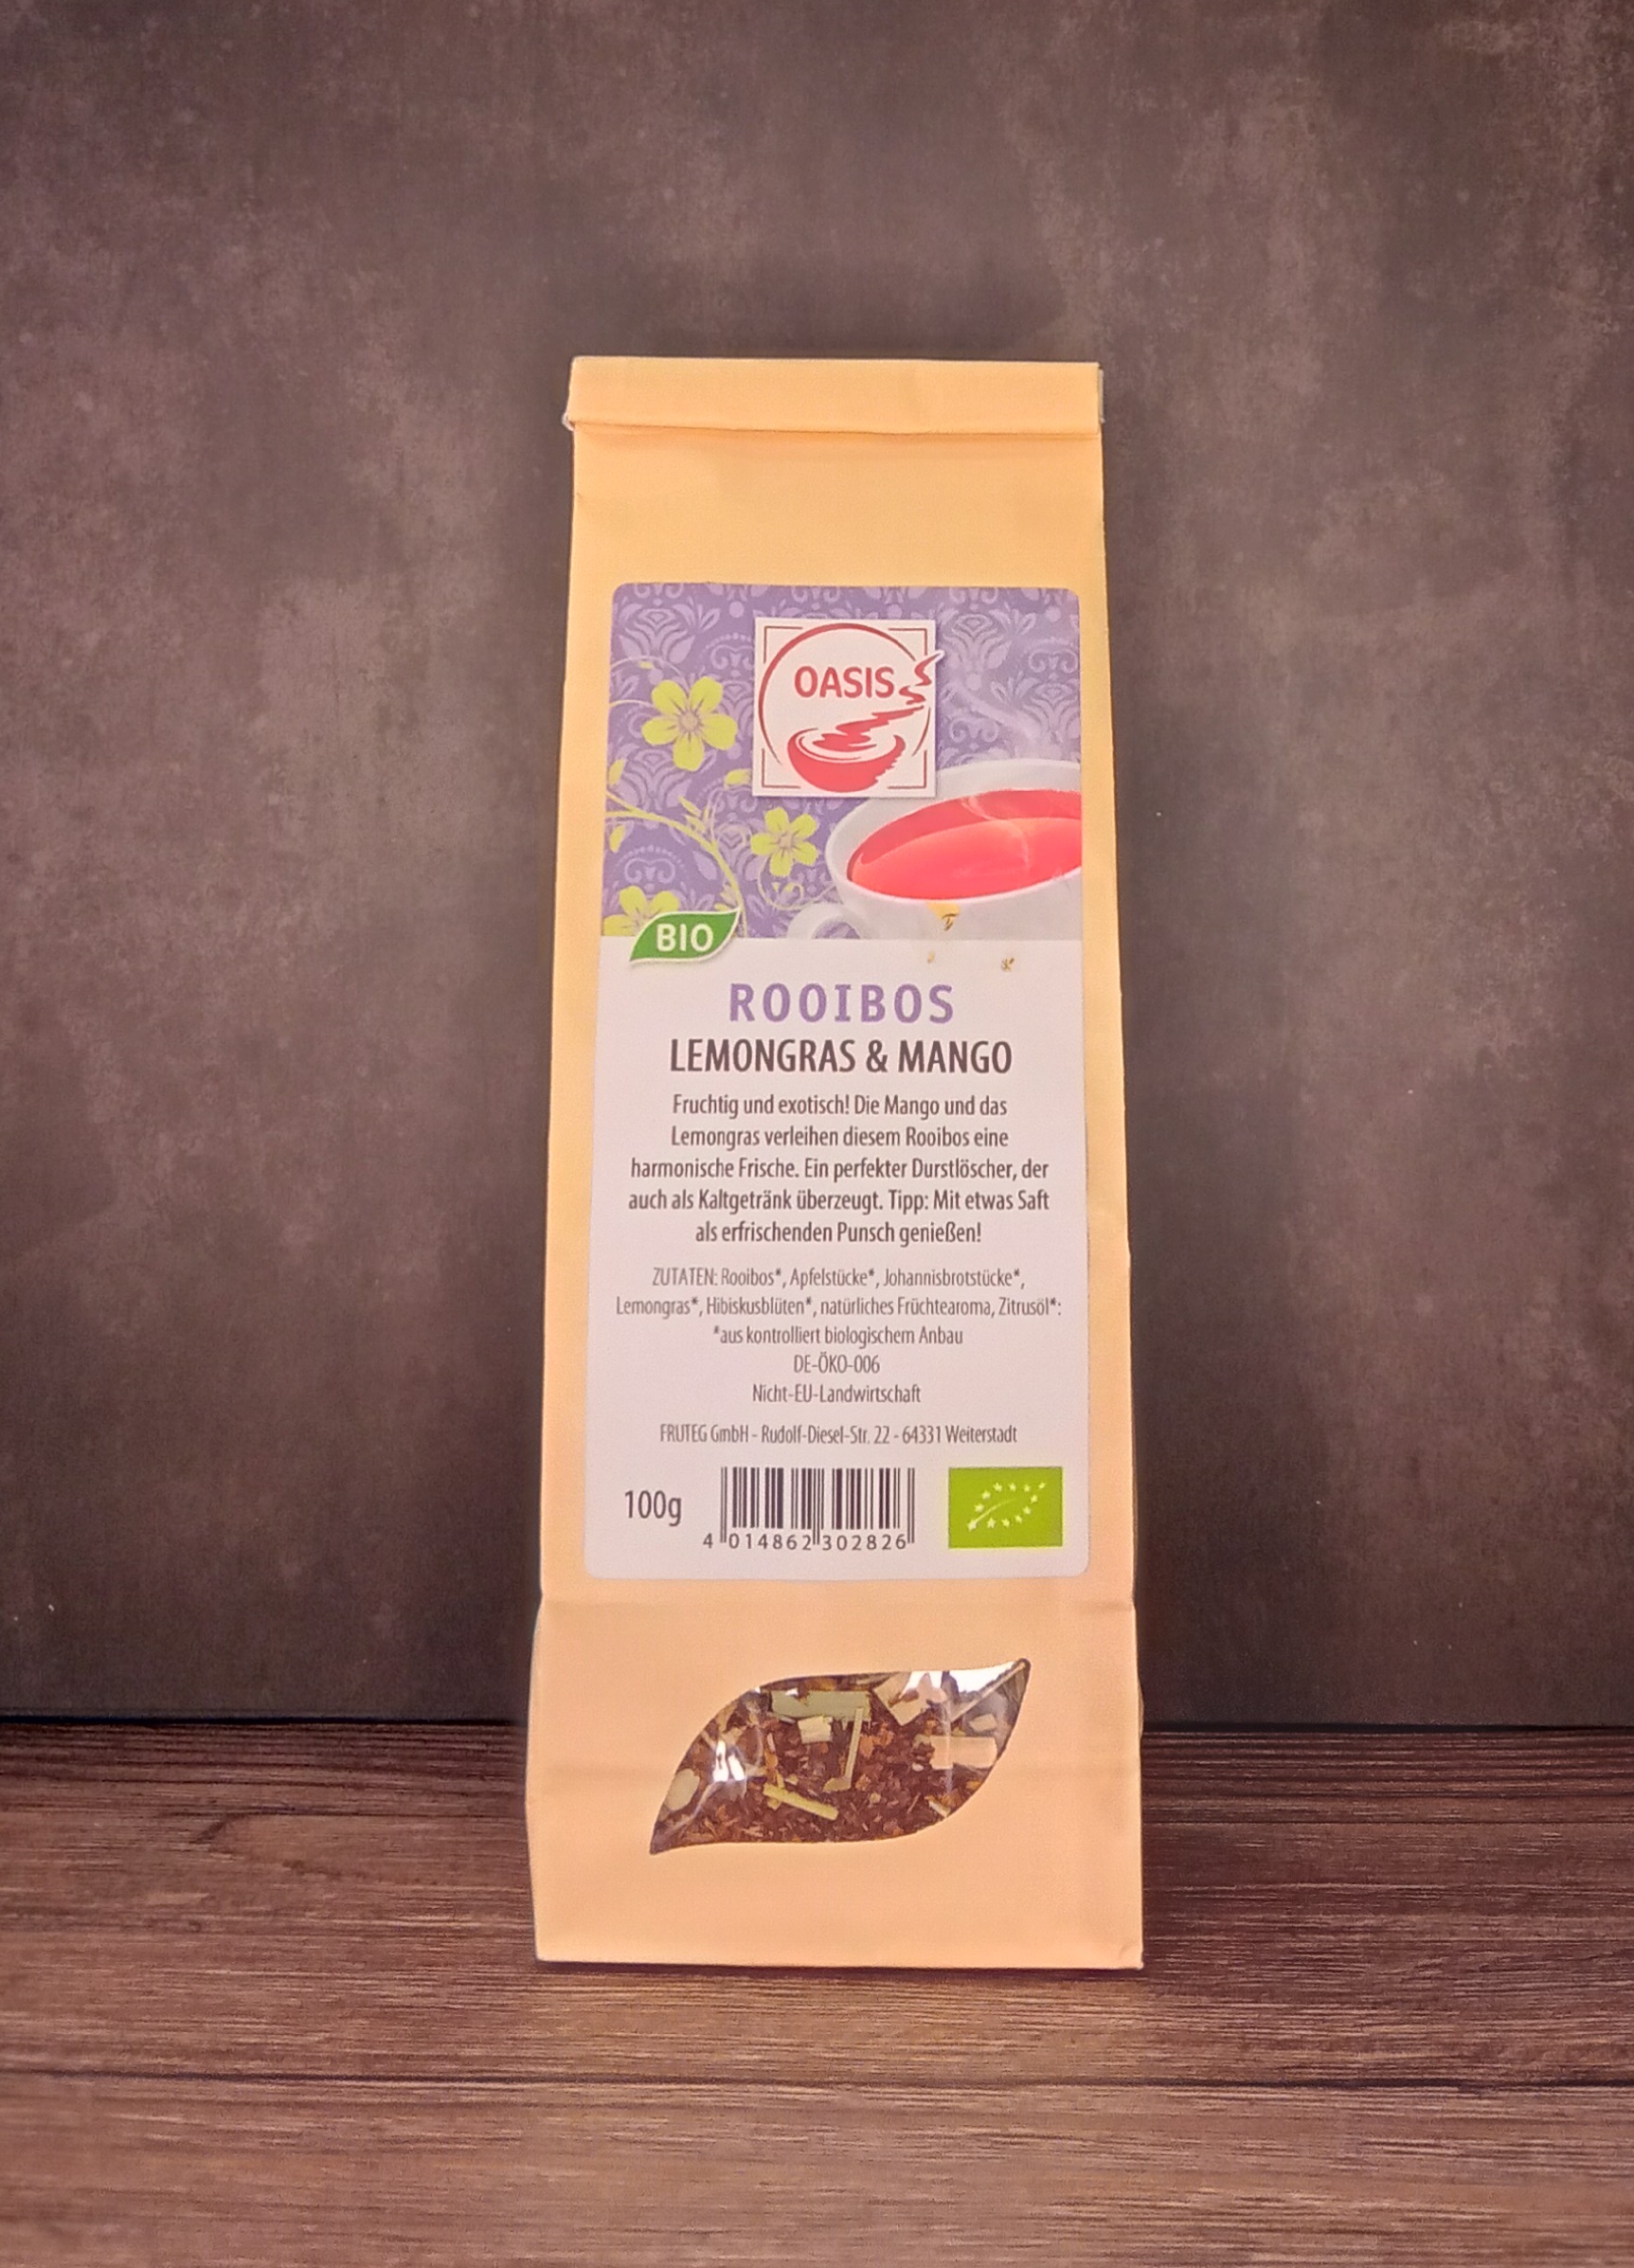 OASIS
BIO
ROOIBOS
LEMONGRAS & MANGO
Fruchtig und exotisch! Die Mango und das
Lemongras verleihen diesem Rooibos eine
harmonische Frische. Ein perfekter Durstlöscher, der
auch als Kaltgetränk überzeugt. Tipp: Mit etwas Saft
als erfrischenden Punsch genießen!
ZUTATEN: Rooibos*, Apfelstücke*, Johannisbrotstücke*,
Lemongras*, Hibiskusblüten*, natürliches Früchtearoma, Zitrusöl*:
*aus kontrolliert biologischem Anbau
DE-ÖKO-006
Nicht-EU-Landwirtschaft
FRUTEG GmbH - Rudolf-Diesel-Str. 22 - 64331 Weiterstadt
100g
4 014862 302826